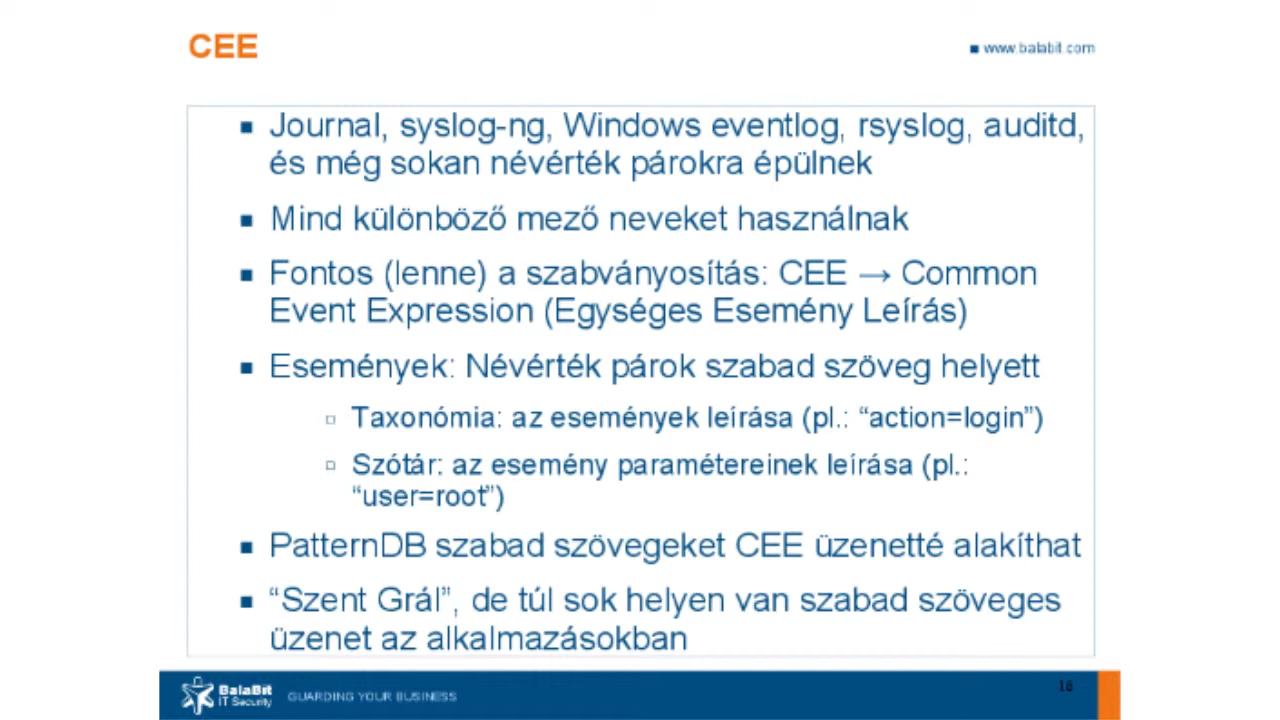 CEE
www.balabit.com
Journal, syslog-ng, Windows eventlog, rsyslog, auditd,
és még sokan névérték párokra épülnek
Mind különböző mező neveket használnak
Fontos (lenne) a szabványosítás: CEE → Common
Event Expression (Egységes Esemény Leírás)
Események: Névérték párok szabad szöveg helyett
Taxonómia: az események leírása (pl.: “action=login”)
Szótár: az esemény paramétereinek leírása (pl.:
“user=root”)
PatternDB szabad szövegeket CEE üzenetté alakíthat
“Szent Grál”, de túl sok helyen van szabad szöveges
üzenet az alkalmazásokban
BalaBit
IT Security
GUARDING YOUR BUSINESS
16